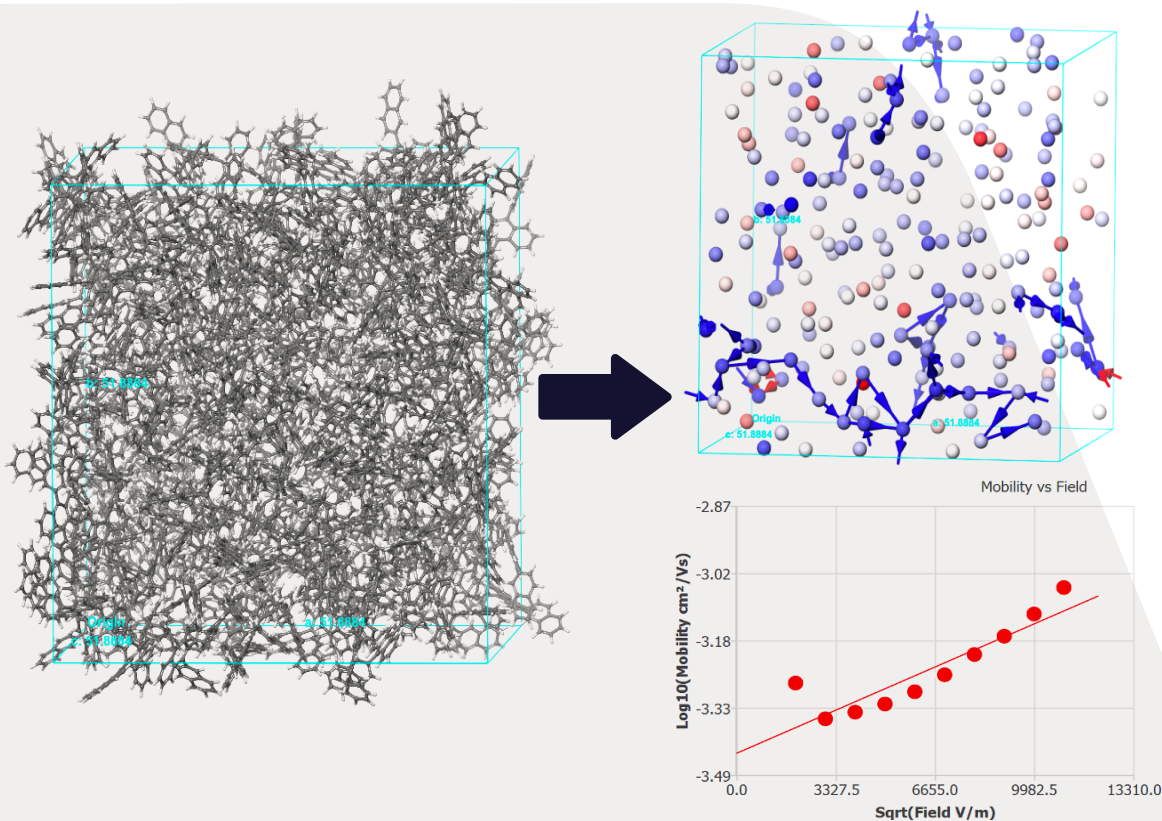 b: 51.8884
Origin
c: 51.8884
a: 51.8884
b: 51.8884
Origin
c: 51.8884
a: 51.8884
Mobility vs Field
Log10(Mobility cm²/Vs)
-2.87
-3.02
-3.18
-3.33
-3.49
0.0 3327.5 6655.0 9982.5 13310.0
Sqrt(Field V/m)